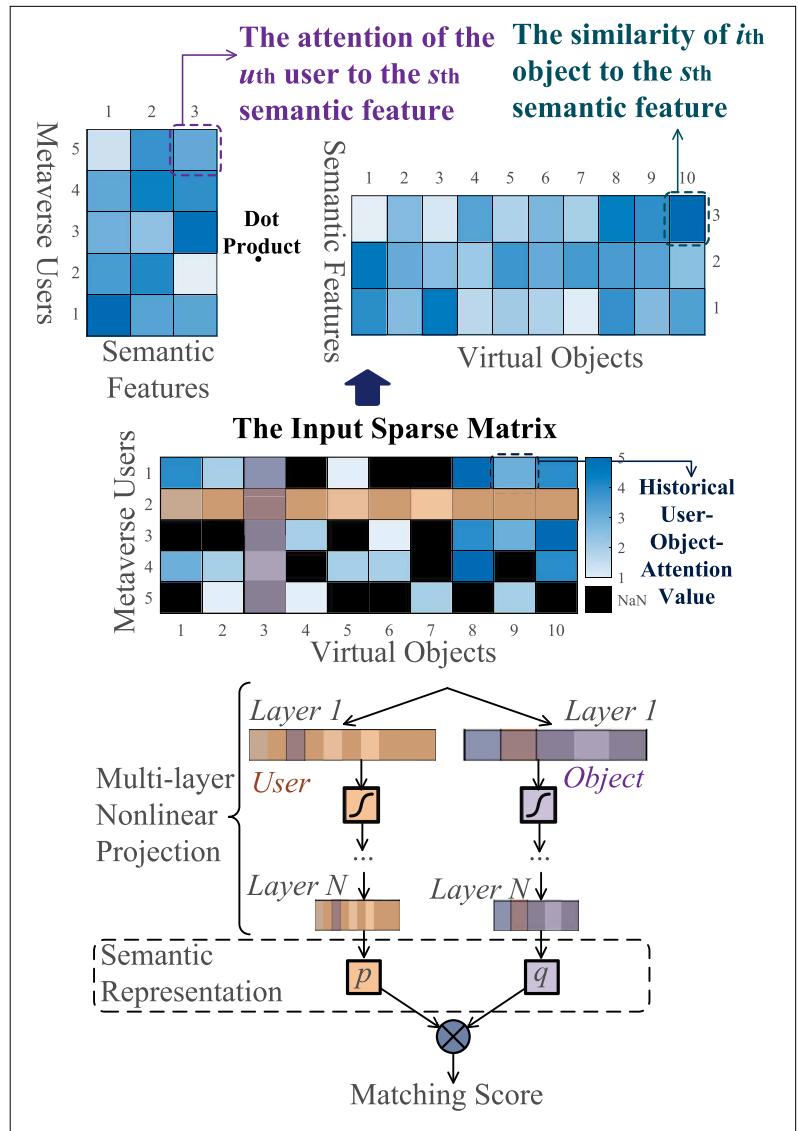 The attention of the
uth user to the sth
semantic feature
The similarity of ith
object to the sth
semantic feature
1 2 3
Metaverse Users
5
4
3
2
1
Semantic
Features
Dot
Product
Semantic Features
1 2 3 4 5 6 7 8 9 10
3
2
1
Virtual Objects
The Input Sparse Matrix
Metaverse Users
1
2
3
4
5
1 2 3 4 5 6 7 8 9 10
Virtual Objects
5
4
3
2
1
NaN
Historical
User-
Object-
Attention
Value
Multi-layer
Nonlinear
Projection
Layer 1
Layer 1
User
Object
...
...
Layer N
Layer N
Semantic
Representation
p
q
Matching Score